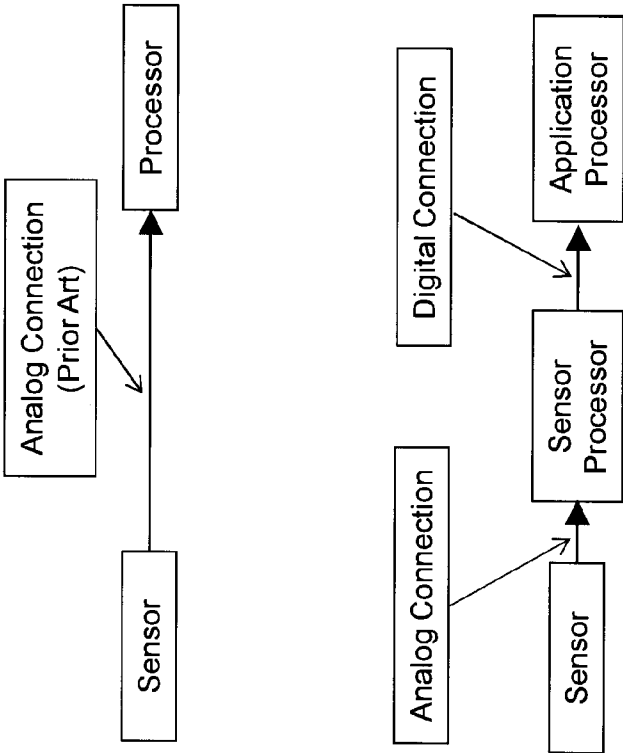 Analog Connection
(Prior Art)
Sensor
Processor
Analog Connection
Digital Connection
Sensor
Sensor
Processor
Application
Processor